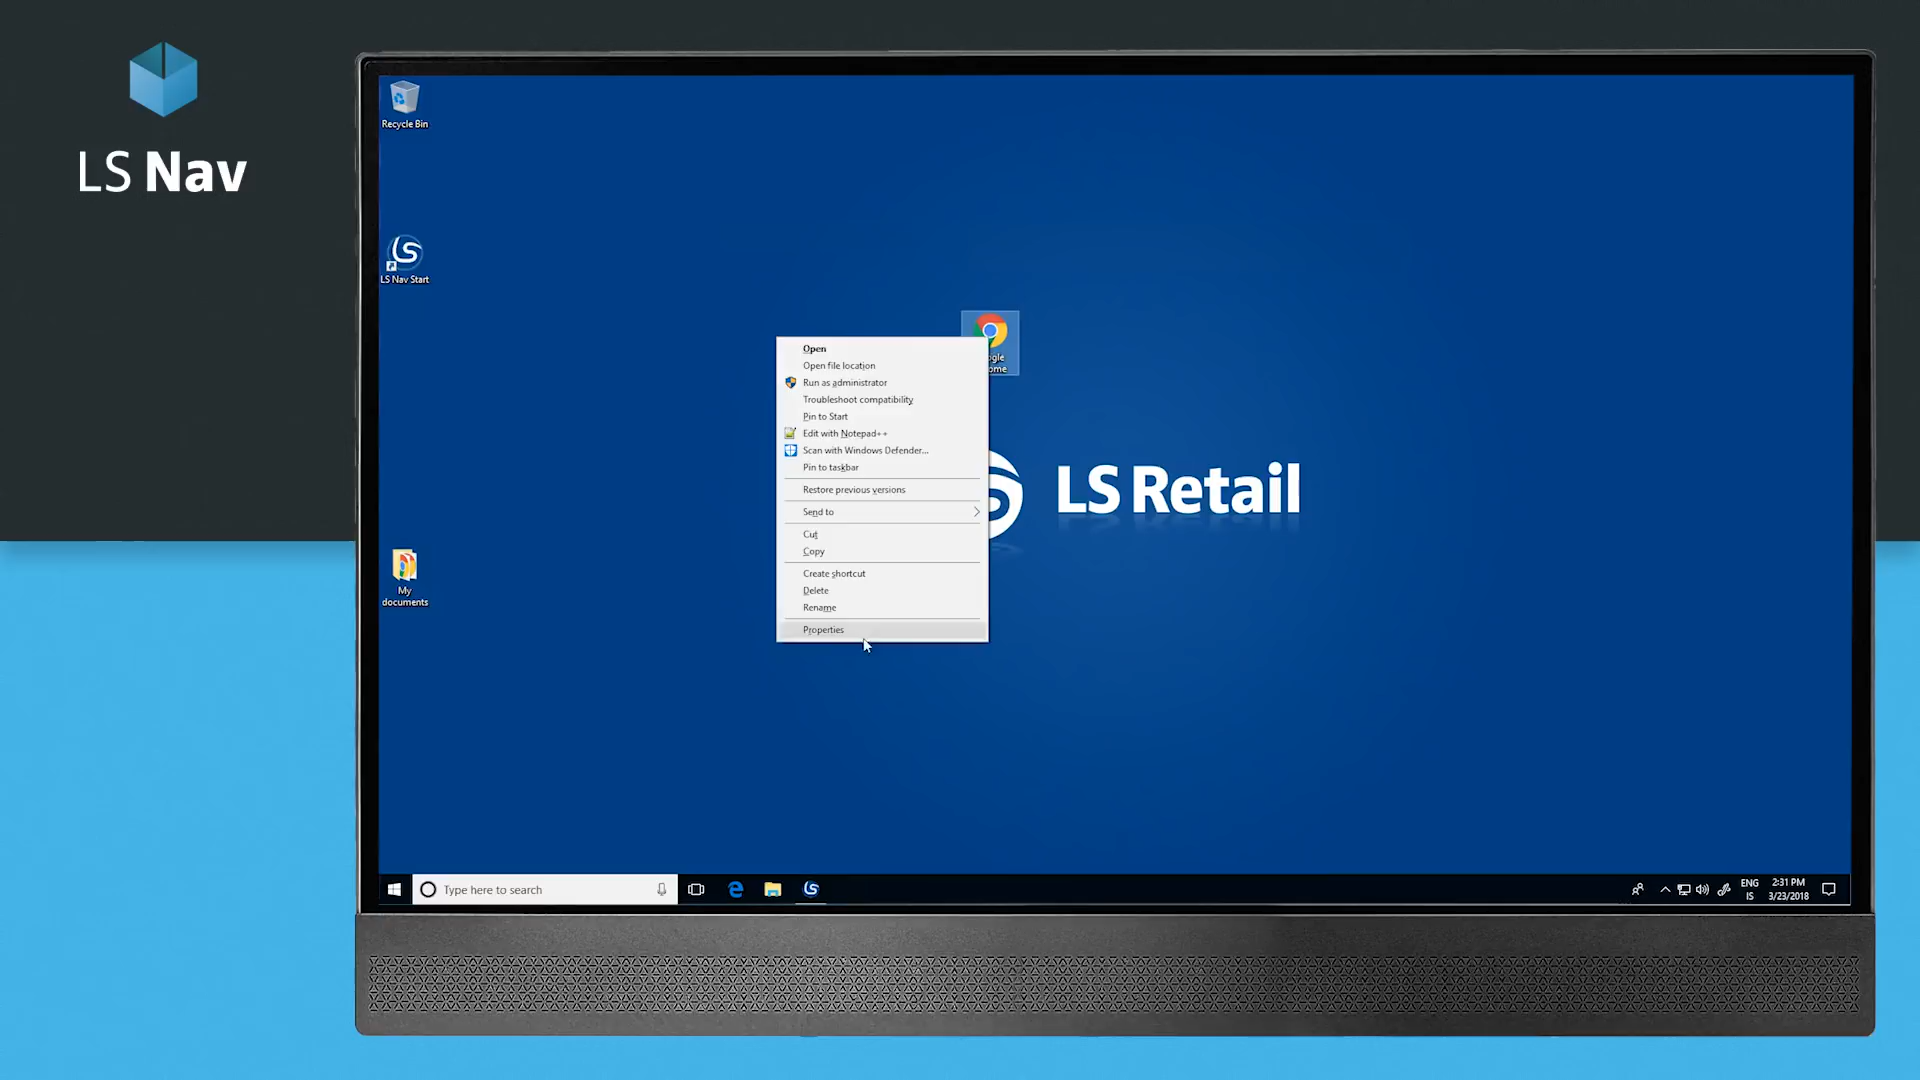 LS Nav
Recycle Bin
LS Nav Start
My
documents
ogle
ome
Open
Open file location
Run as administrator
Troubleshoot compatibility
Pin to Start
Edit with Notepad++
Scan with Windows Defender...
Pin to taskbar
Restore previous versions
Send to
Cut
Copy
Create shortcut
Delete
Rename
Properties
LS Retail
Type here to search
ENG
IS
2:31 PM
3/23/2018